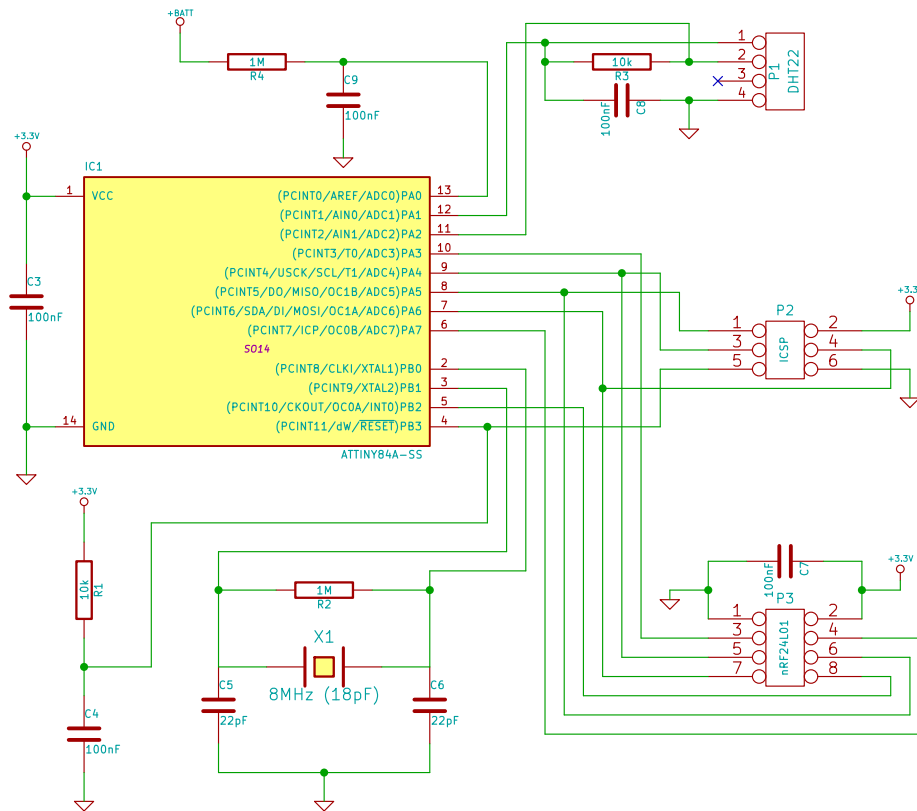 +BATT
1M
R4
C9
100nF
10k
R3
100nF
C8
1
2
3
4
P1
DHT22
+3.3V
IC1
1
VCC
(PCINT0/AREF/ADC0)PA0
13
(PCINT1/AIN0/ADC1)PA1
12
(PCINT2/AIN1/ADC2)PA2
11
(PCINT3/T0/ADC3)PA3
10
(PCINT4/USCK/SCL/T1/ADC4)PA4
9
(PCINT5/DO/MISO/OC1B/ADC5)PA5
8
(PCINT6/SDA/DI/MOSI/OC1A/ADC6)PA6
7
(PCINT7/ICP/OC0B/ADC7)PA7
6
SO14
(PCINT8/CLKI/XTAL1)PB0
2
(PCINT9/XTAL2)PB1
3
(PCINT10/CKOUT/OC0A/INT0)PB2
5
14
GND
(PCINT11/dW/RESET)PB3
4
ATTINY84A-SS
C3
100nF
P2
1
3
5
ICSP
2
4
6
+3.3V
10k
R1
C4
100nF
1M
R2
X1
8MHz (18pF)
C5
22pF
C6
22pF
100nF
C7
+3.3V
P3
1
3
5
7
nRF24L01
2
4
6
8